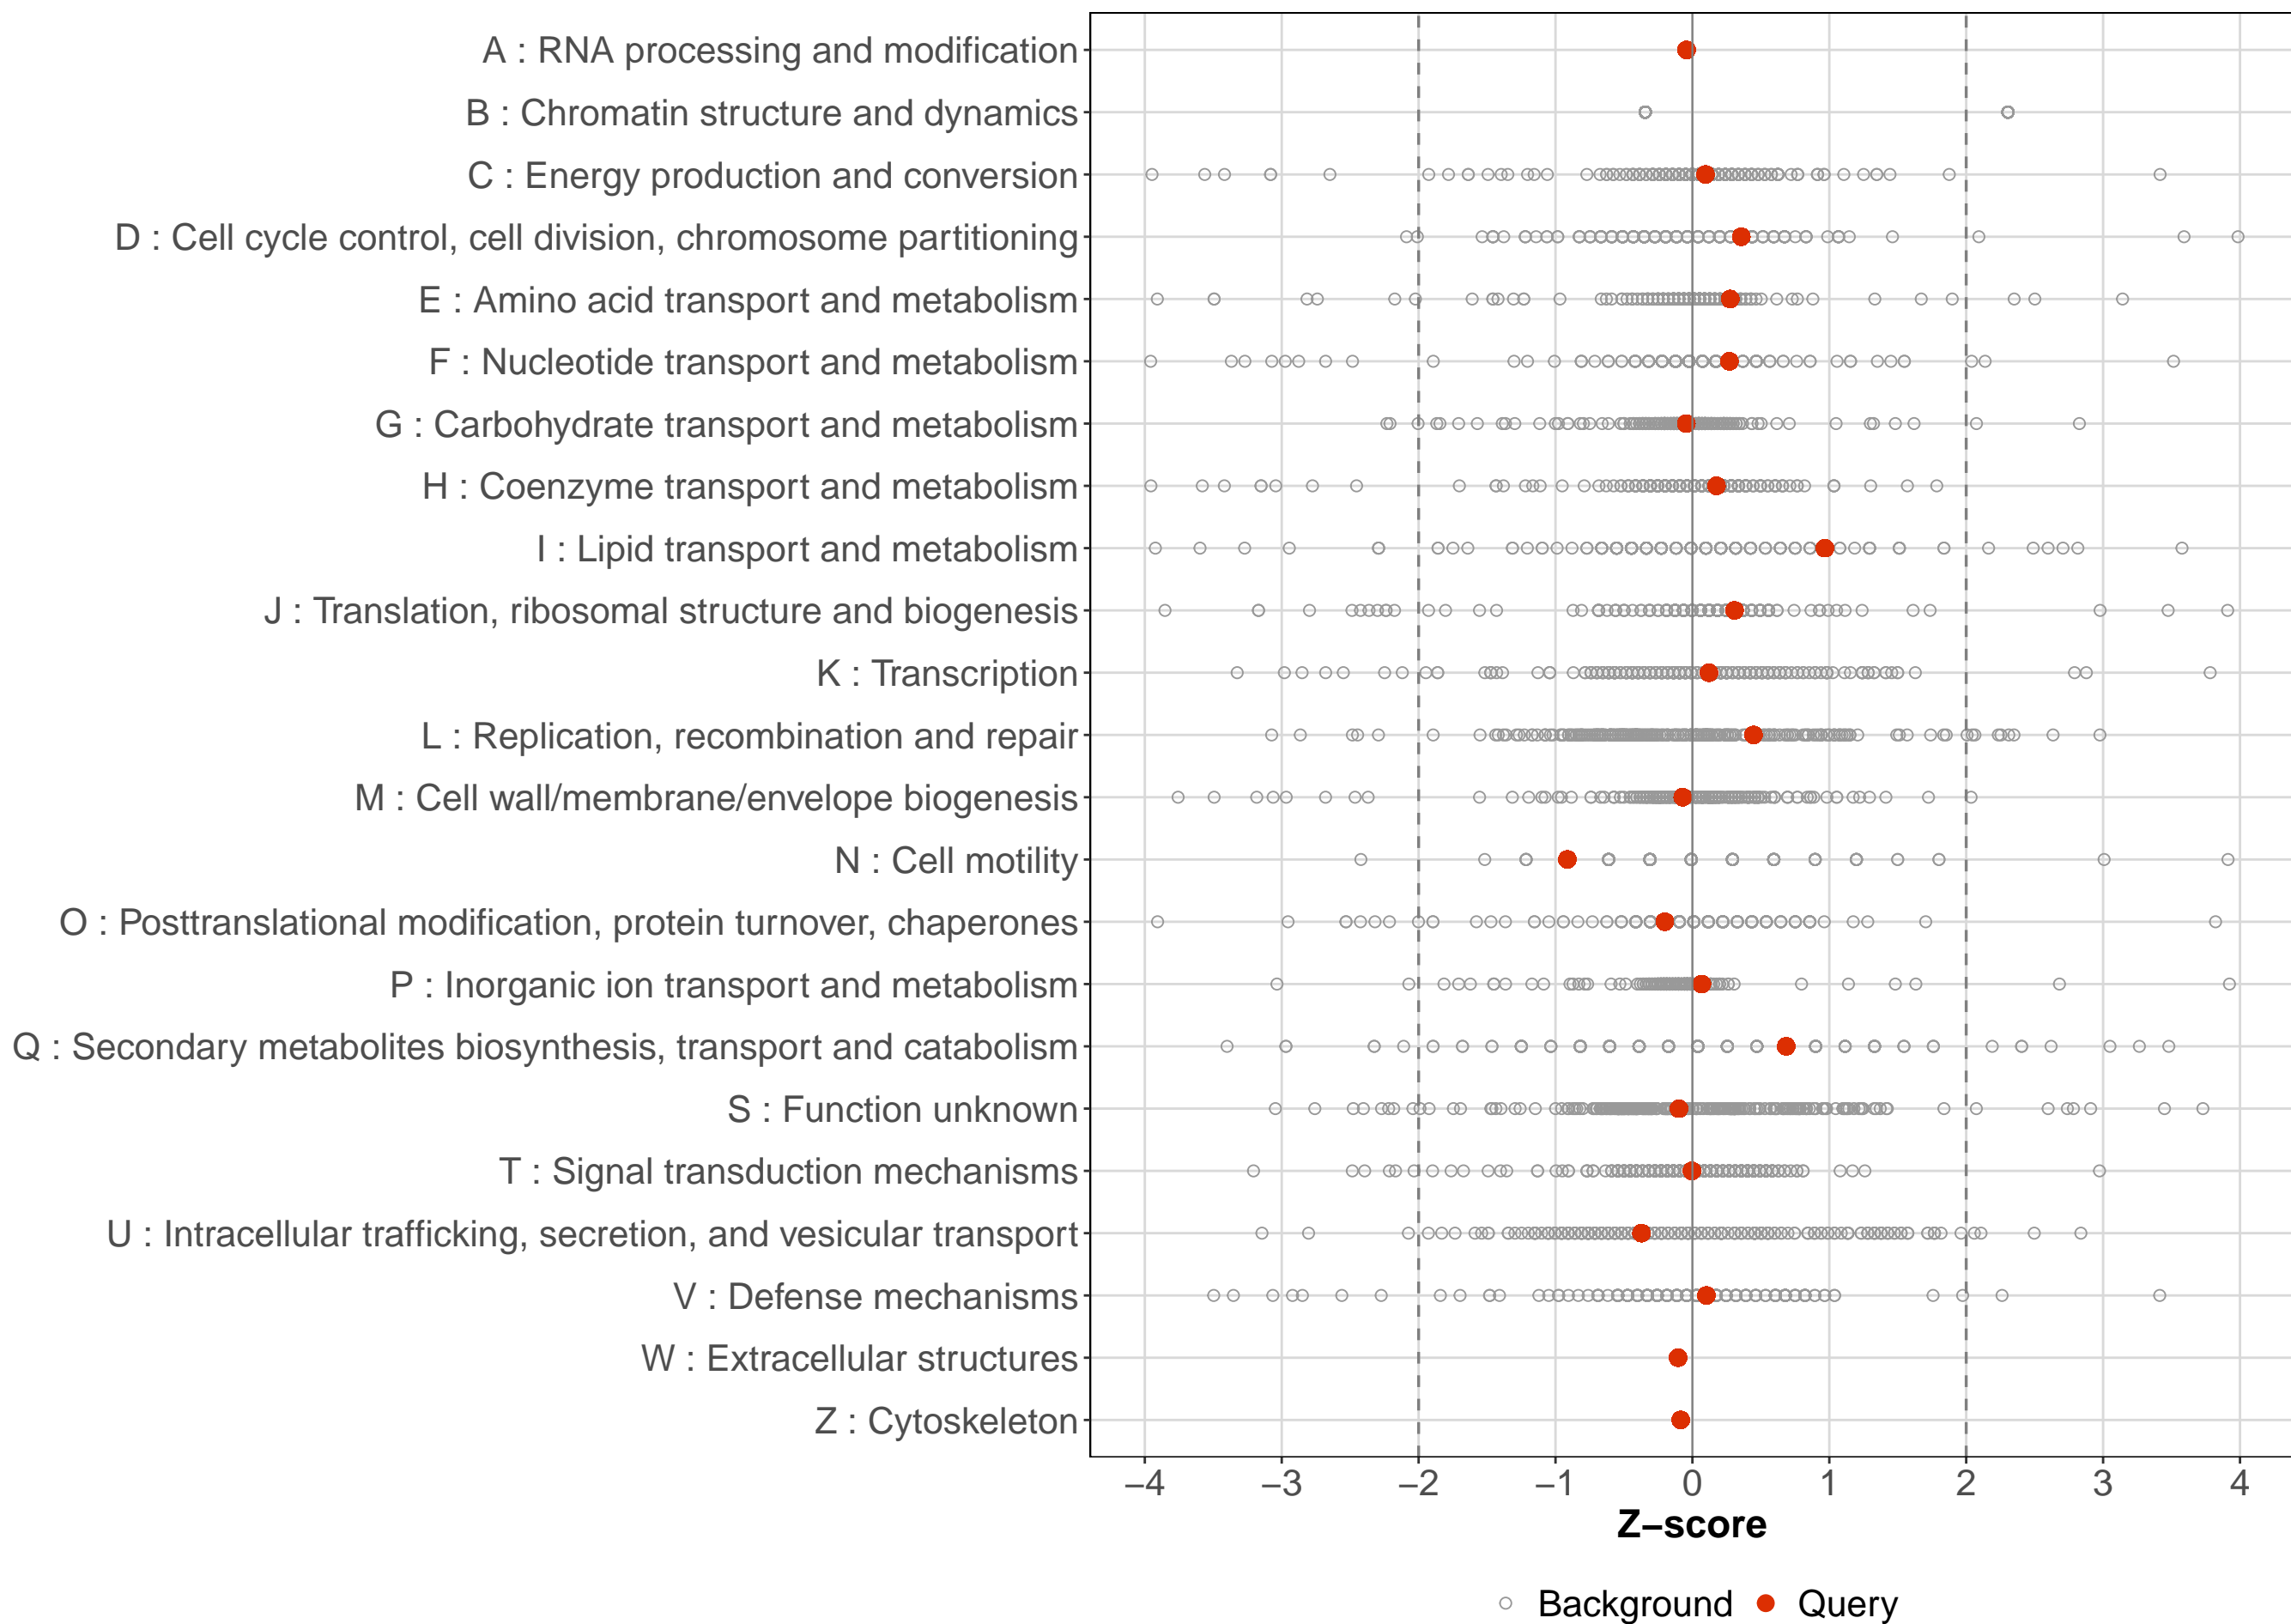 A : RNA processing and modification
B : Chromatin structure and dynamics
C : Energy production and conversion
D : Cell cycle control, cell division, chromosome partitioning
E : Amino acid transport and metabolism
F : Nucleotide transport and metabolism
G : Carbohydrate transport and metabolism
H : Coenzyme transport and metabolism
I : Lipid transport and metabolism
J : Translation, ribosomal structure and biogenesis
K : Transcription
L : Replication, recombination and repair
M : Cell wall/membrane/envelope biogenesis
N : Cell motility
O : Posttranslational modification, protein turnover, chaperones
P : Inorganic ion transport and metabolism
Q : Secondary metabolites biosynthesis, transport and catabolism
S : Function unknown
T : Signal transduction mechanisms
U : Intracellular trafficking, secretion, and vesicular transport
V : Defense mechanisms
W : Extracellular structures
Z : Cytoskeleton
−4 −3 −2 −1 0 1 2 3 4
Z−score
Background Query